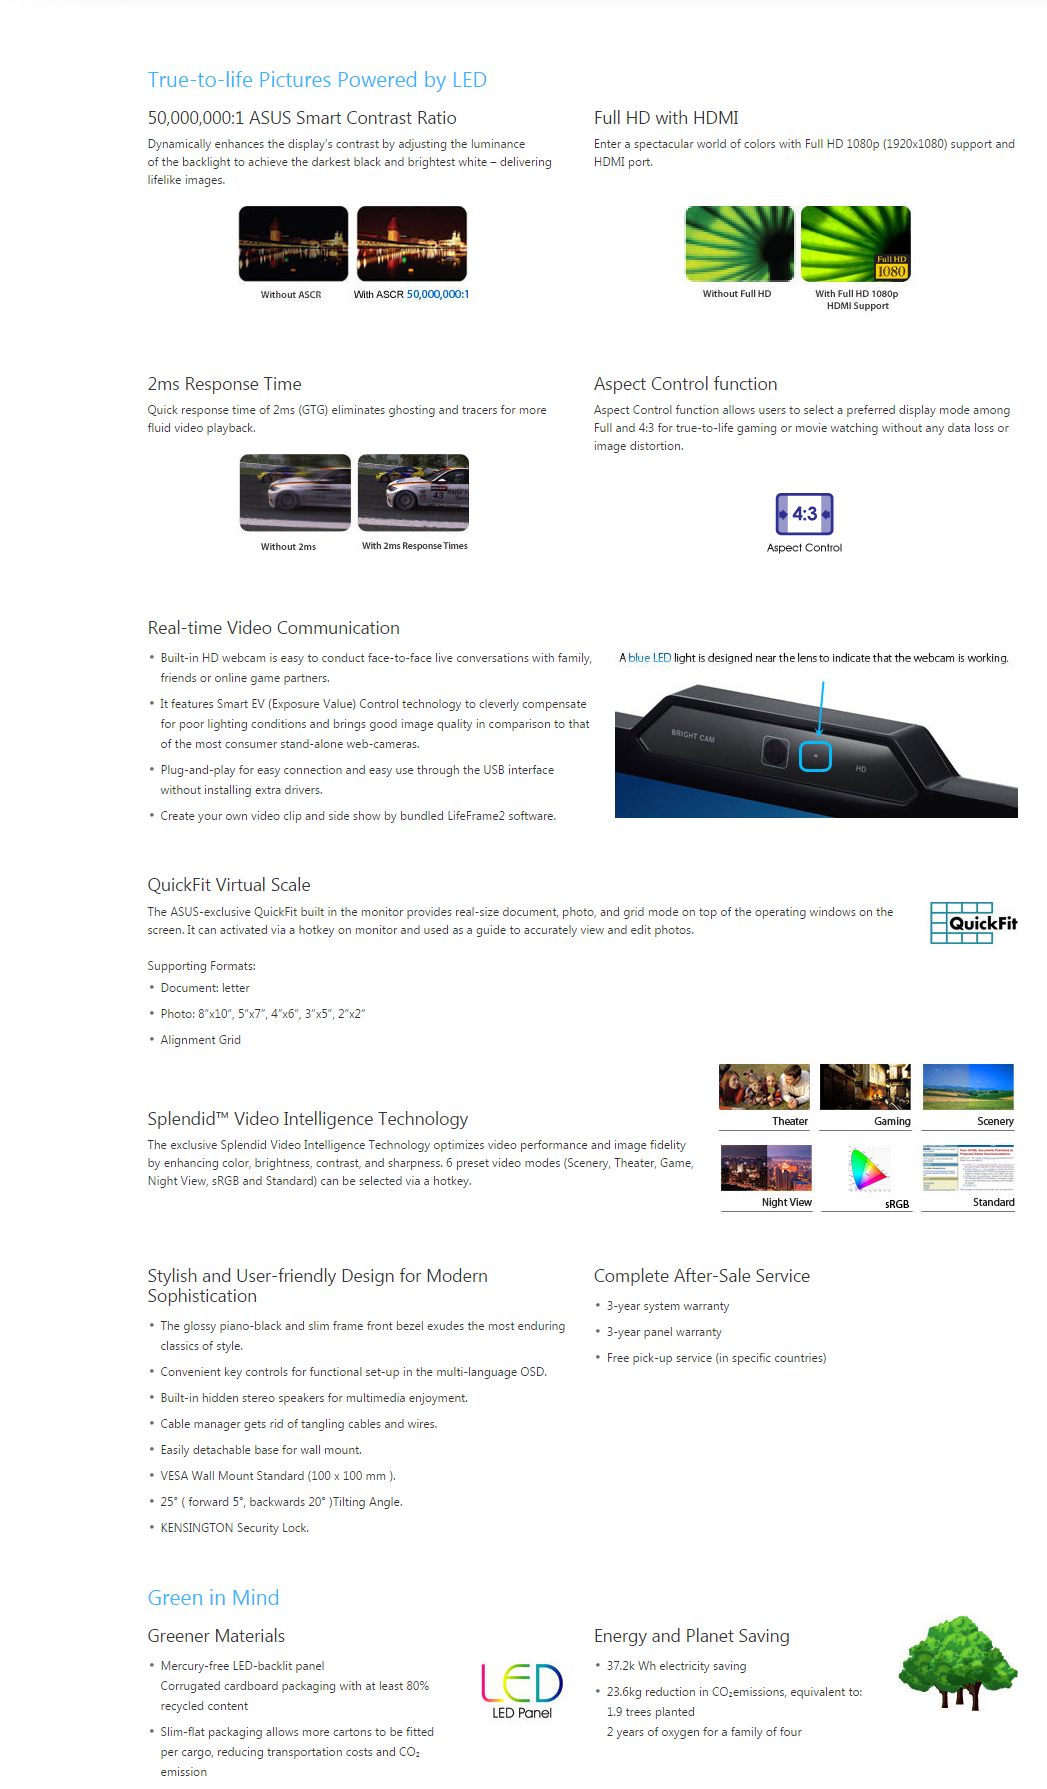 True-to-life Pictures Powered by LED
50,000,000:1 ASUS Smart Contrast Ratio
Dynamically enhances the display's contrast by adjusting the luminance
of the backlight to achieve the darkest black and brightest white – delivering
lifelike images.
Without ASCR
With ASCR 50,000,000:1
Full HD with HDMI
Enter a spectacular world of colors with Full HD 1080p (1920x1080) support and
HDMI port.
Full HD
1080
Without Full HD
With Full HD 1080p
HDMI Support
2ms Response Time
Quick response time of 2ms (GTG) eliminates ghosting and tracers for more
fluid video playback.
43
Without 2ms
With 2ms Response Times
Aspect Control function
Aspect Control function allows users to select a preferred display mode among
Full and 4:3 for true-to-life gaming or movie watching without any data loss or
image distortion.
4:3
Aspect Control
Real-time Video Communication
• Built-in HD webcam is easy to conduct face-to-face live conversations with family,
friends or online game partners.
• It features Smart EV (Exposure Value) Control technology to cleverly compensate
for poor lighting conditions and brings good image quality in comparison to that
of the most consumer stand-alone web-cameras.
• Plug-and-play for easy connection and easy use through the USB interface
without installing extra drivers.
• Create your own video clip and side show by bundled LifeFrame2 software.
A blue LED light is designed near the lens to indicate that the webcam is working.
BRIGHT CAM
HD
QuickFit Virtual Scale
The ASUS-exclusive QuickFit built in the monitor provides real-size document, photo, and grid mode on top of the operating windows on the
screen. It can activated via a hotkey on monitor and used as a guide to accurately view and edit photos.
QuickFit
Supporting Formats:
• Document: letter
• Photo: 8"x10", 5"x7", 4"x6", 3"x5", 2"x2"
• Alignment Grid
Splendid™ Video Intelligence Technology
The exclusive Splendid Video Intelligence Technology optimizes video performance and image fidelity
by enhancing color, brightness, contrast, and sharpness. 6 preset video modes (Scenery, Theater, Game,
Night View, sRGB and Standard) can be selected via a hotkey.
Theater
Gaming
Scenery
Night View
sRGB
Standard
Stylish and User-friendly Design for Modern
Sophistication
• The glossy piano-black and slim frame front bezel exudes the most enduring
classics of style.
• Convenient key controls for functional set-up in the multi-language OSD.
• Built-in hidden stereo speakers for multimedia enjoyment.
• Cable manager gets rid of tangling cables and wires.
• Easily detachable base for wall mount.
• VESA Wall Mount Standard (100 x 100 mm ).
• 25° ( forward 5°, backwards 20° )Tilting Angle.
• KENSINGTON Security Lock.
Complete After-Sale Service
• 3-year system warranty
• 3-year panel warranty
• Free pick-up service (in specific countries)
Green in Mind
Greener Materials
• Mercury-free LED-backlit panel
Corrugated cardboard packaging with at least 80%
recycled content
• Slim-flat packaging allows more cartons to be fitted
per cargo, reducing transportation costs and CO₂
emission
LED
LED Panel
Energy and Planet Saving
• 37.2k Wh electricity saving
• 23.6kg reduction in CO₂emissions, equivalent to:
1.9 trees planted
2 years of oxygen for a family of four